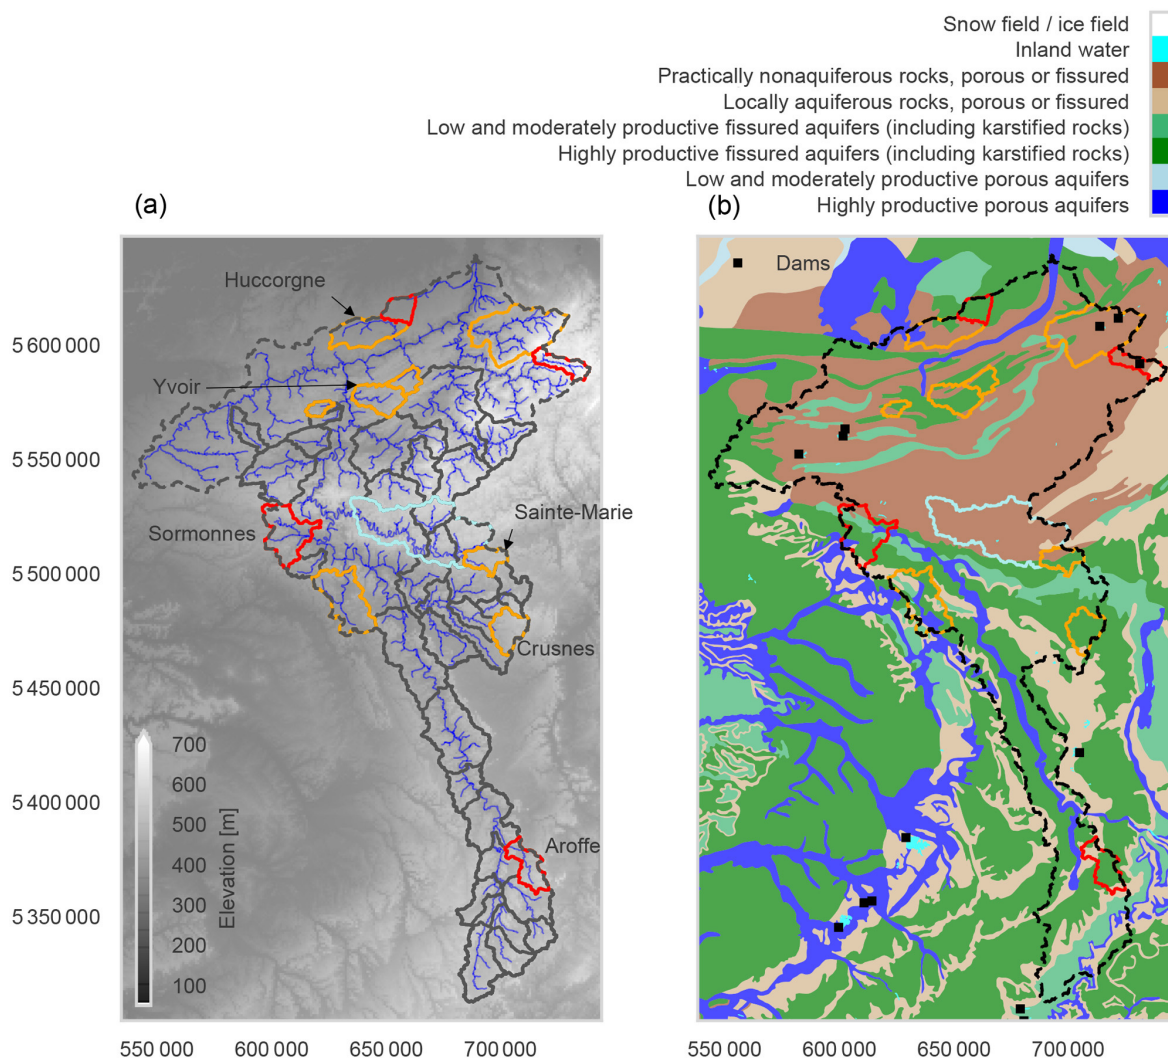 Snow field / ice field
Inland water
Practically nonaquiferous rocks, porous or fissured
Locally aquiferous rocks, porous or fissured
Low and moderately productive fissured aquifers (including karstified rocks)
Highly productive fissured aquifers (including karstified rocks)
Low and moderately productive porous aquifers
Highly productive porous aquifers
(a)
(b)
Huccorgne
Dams
5 600 000
Yvoir
5 550 000
Sainte-Marie
Sormonnes
5 500 000
Crusnes
5 450 000
700
600
500
400
300
200
100
Elevation [m]
5 400 000
Aroffe
5 350 000
550 000 600 000 650 000 700 000
550 000 600 000 650 000 700 000